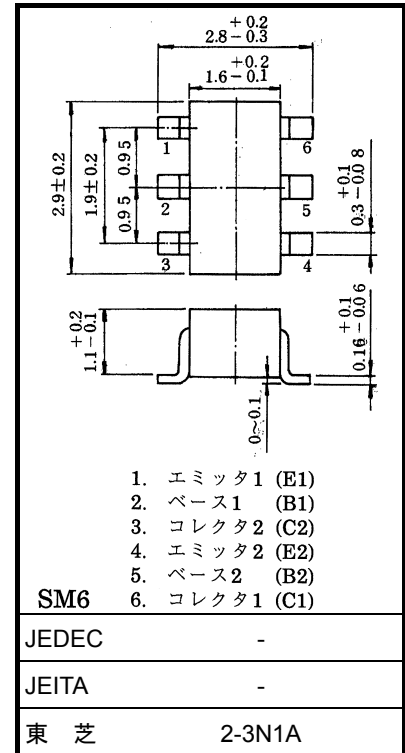 + 0.2
2.8 - 0.3
+0.2
1.6 - 0.1
2.9±0.2
1.9±0.2
0.95
0.95
1
2
3
6
5
4
+0.1
0.3-0.08
+0.2
1.1-0.1
+0.1
0.16-0.06
0~0.1
1. エミッタ1 (E1)
2. ベース1 (B1)
3. コレクタ2 (C2)
4. エミッタ2 (E2)
5. ベース2 (B2)
SM6 6. コレクタ1 (C1)
JEDEC -
JEITA -
東 芝 2-3N1A